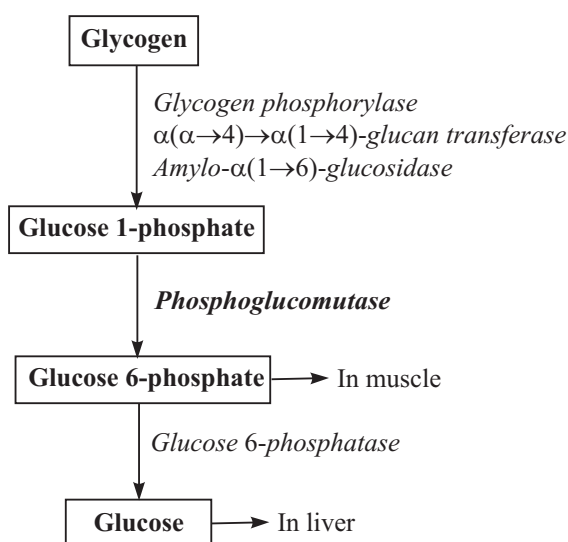 Glycogen
Glycogen phosphorylase
α(α→4)→α(1→4)-glucan transferase
Amylo-α(1→6)-glucosidase
Glucose 1-phosphate
Phosphoglucomutase
Glucose 6-phosphate → In muscle
Glucose 6-phosphatase
Glucose → In liver